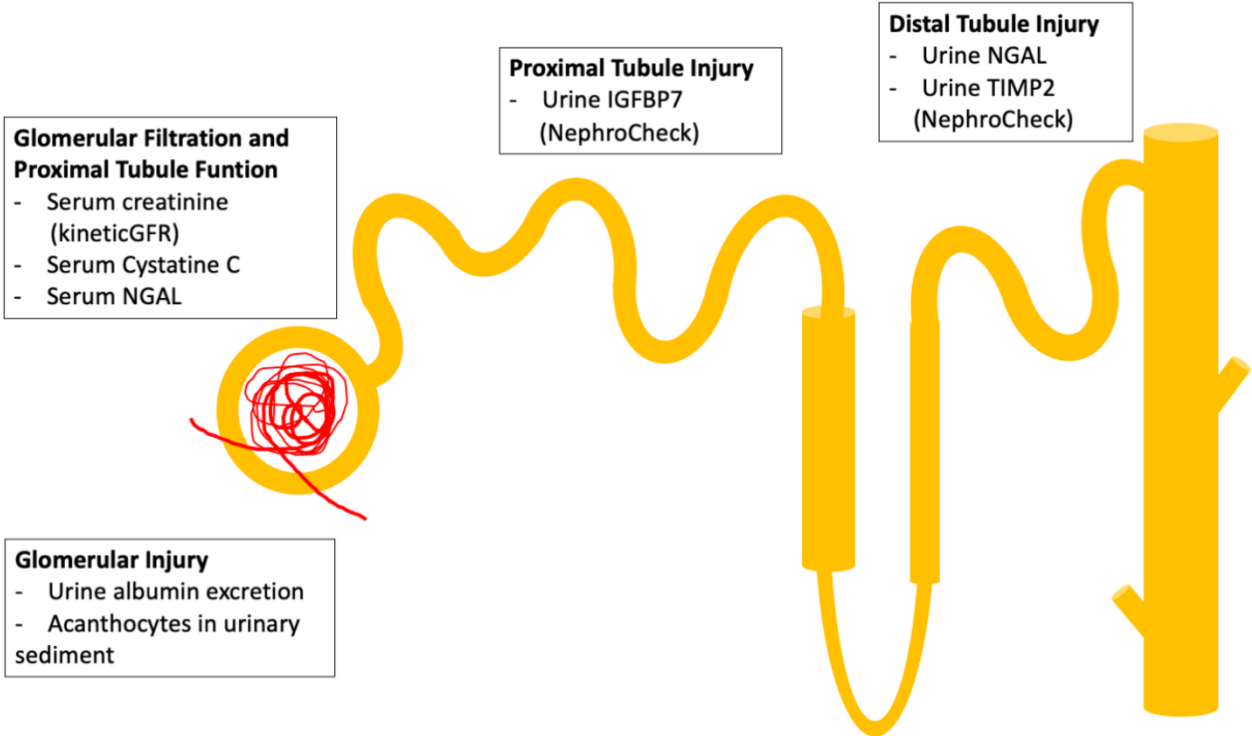 Glomerular Filtration and
Proximal Tubule Funtion
- Serum creatinine
(kineticGFR)
- Serum Cystatine C
- Serum NGAL
Proximal Tubule Injury
- Urine IGFBP7
(NephroCheck)
Distal Tubule Injury
- Urine NGAL
- Urine TIMP2
(NephroCheck)
Glomerular Injury
- Urine albumin excretion
- Acanthocytes in urinary
sediment